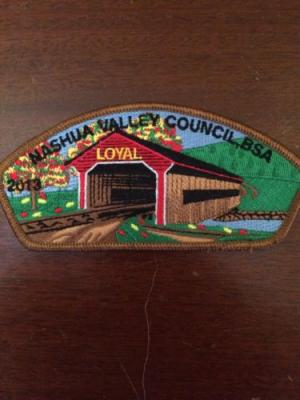 NASHUA VALLEY COUNCIL, BSA
LOYAL
2013